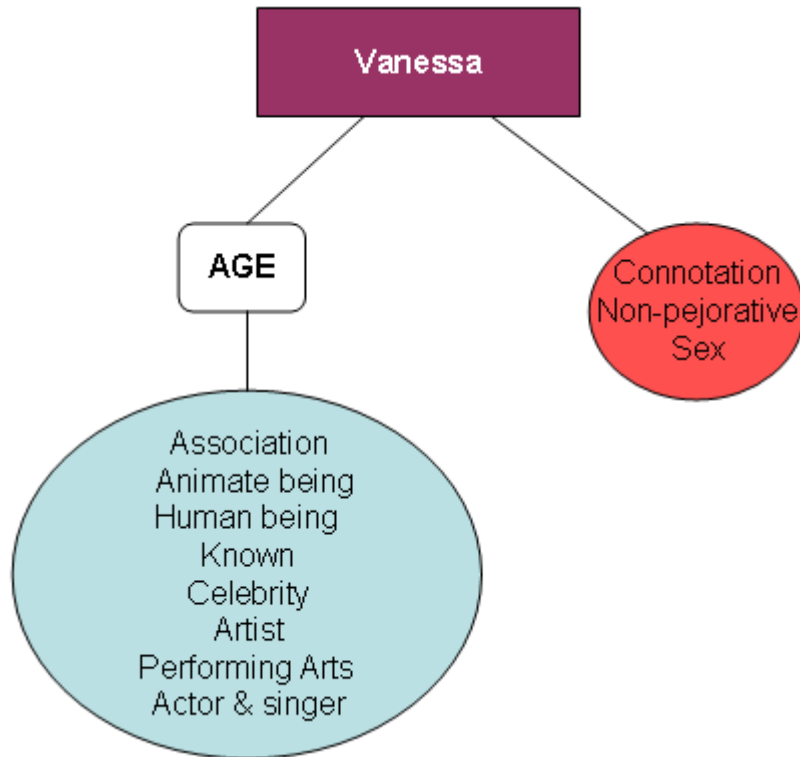 Vanessa
AGE
Connotation
Non-pejorative
Sex
Association
Animate being
Human being
Known
Celebrity
Artist
Performing Arts
Actor & singer